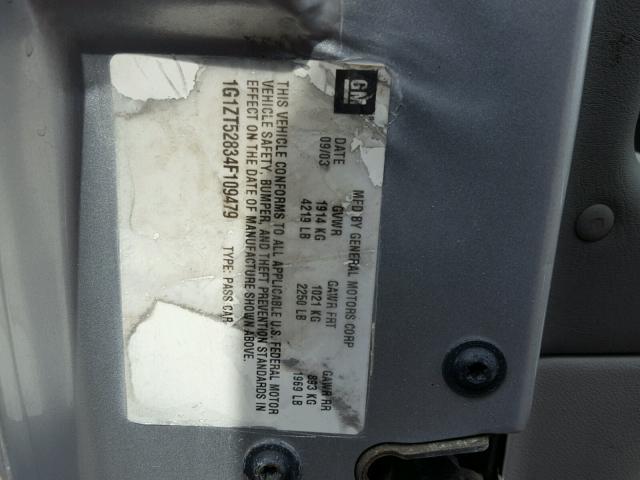 GM
MFD BY GENERAL MOTORS CORP
DATE GVWR GAWR FRT GAWR RR
09/03 1914 KG 1021 KG 893 KG
4219 LB 2250 LB 1969 LB
THIS VEHICLE CONFORMS TO ALL APPLICABLE U.S. FEDERAL MOTOR
VEHICLE SAFETY, BUMPER, AND THEFT PREVENTION STANDARDS IN
EFFECT ON THE DATE OF MANUFACTURE SHOWN ABOVE.
1G1ZT52834F109479 TYPE: PASS CAR